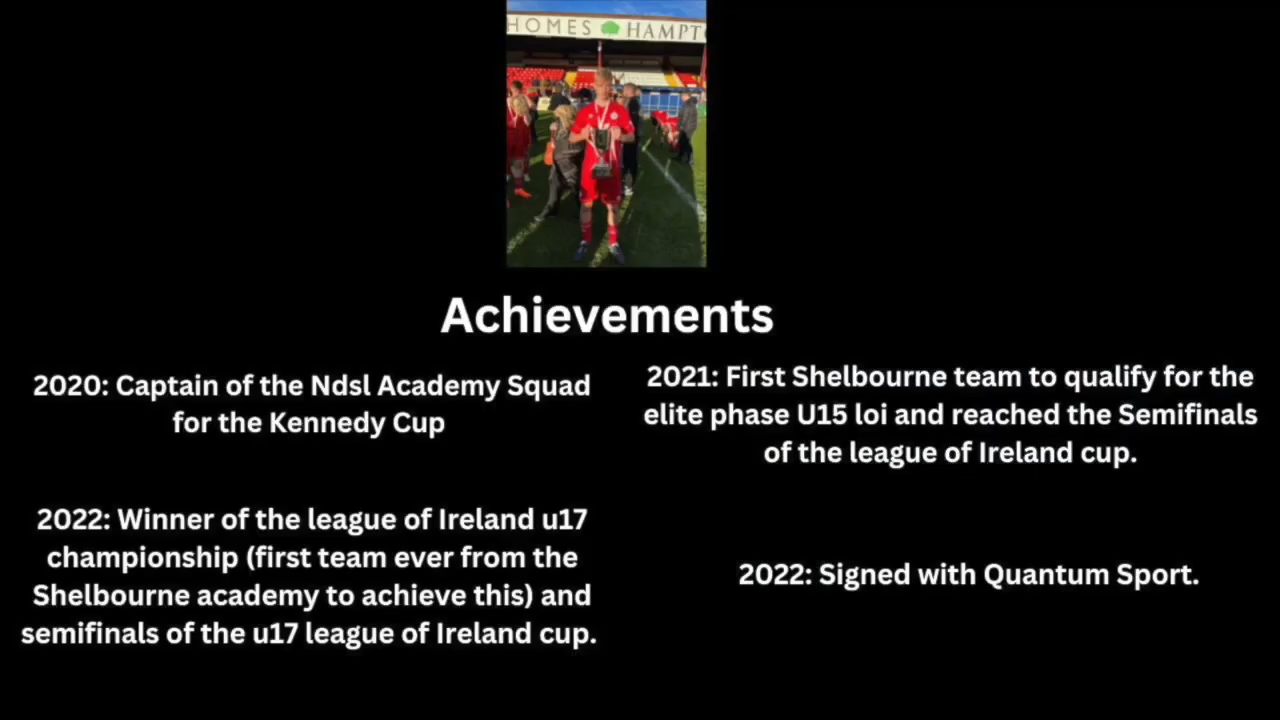 HOMES HAMPT
Achievements
2020: Captain of the Ndsl Academy Squad
for the Kennedy Cup
2021: First Shelbourne team to qualify for the
elite phase U15 loi and reached the Semifinals
of the league of Ireland cup.
2022: Winner of the league of Ireland u17
championship (first team ever from the
Shelbourne academy to achieve this) and
semifinals of the u17 league of Ireland cup.
2022: Signed with Quantum Sport.